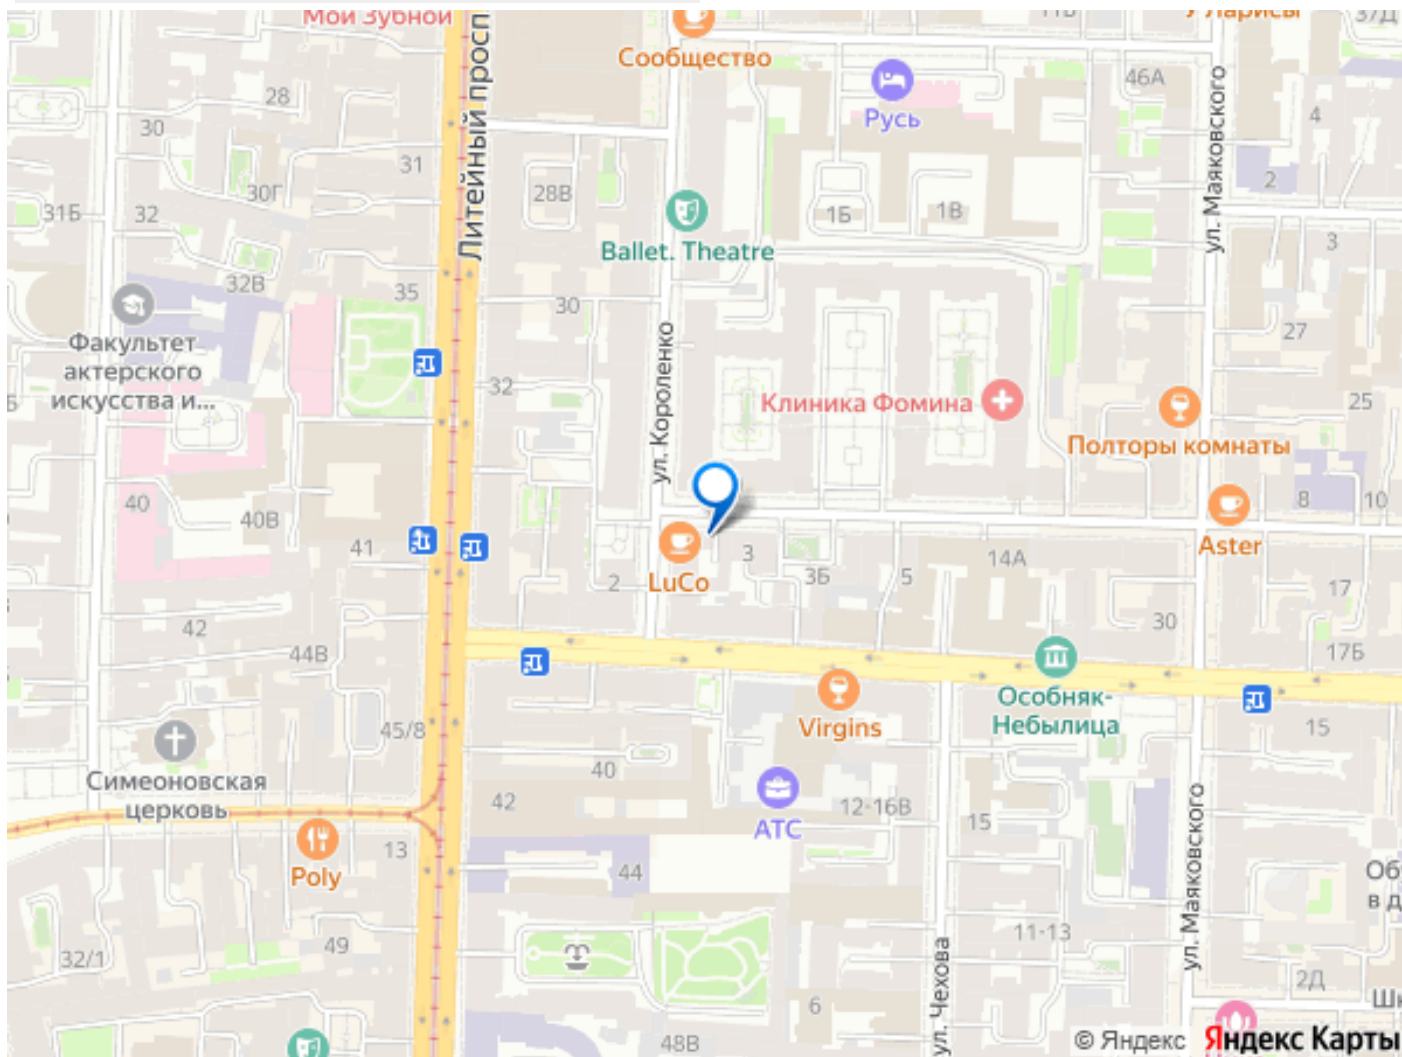 Мой Зубной
11В
У Ларисы
37Д
Сообщество
46А
28
Русь
4
30
31
Литейный просп
ул. Маяковского
30Г
28В
2
31Б
32
1Б
1В
3
Ballet. Theatre
32В
35
30
27
Факультет
актерского
искусства и...
ул. Короленко
32
Клиника Фомина
25
Полторы комнаты
40
40В
8
10
41
LuCo
3
3Б
5
14А
Aster
2
17
42
30
44В
17Б
Особняк-
Небылица
Virgins
45/8
15
40
Симеоновская
церковь
42
12-16В
АТС
15
13
Poly
44
ул. Маяковского
Об
в д
49
11-13
32/1
ул. Чехова
2Д
6
Шк
48В
© Яндекс
Яндекс Карты